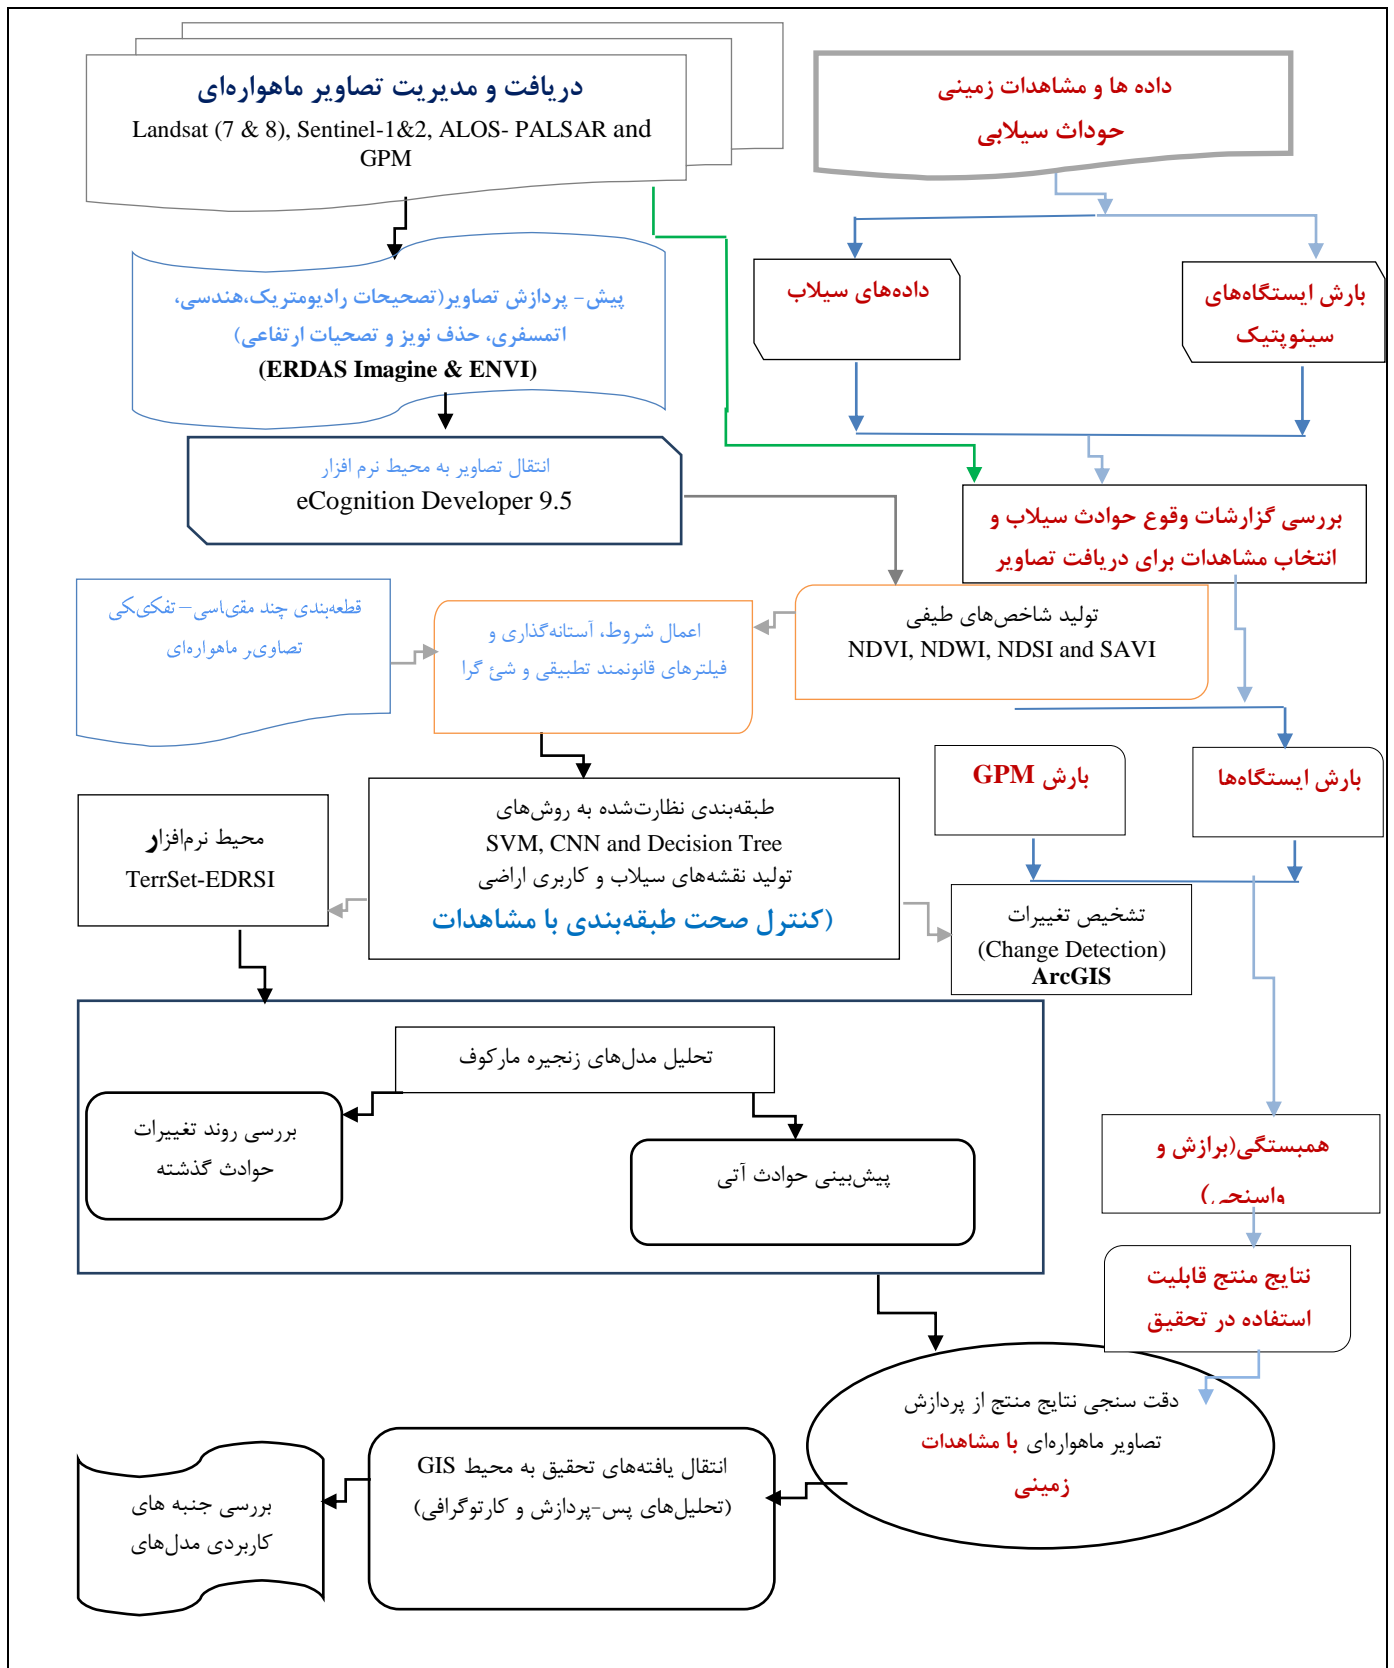 دریافت و مدیریت تصاویر ماهواره‌ای
Landsat (7 & 8), Sentinel-1&2, ALOS- PALSAR and
GPM
داده ها و مشاهدات زمینی
حوداث سیلابی
پیش- پردازش تصاویر(تصحیحات رادیومتریک،هندسی،
اتمسفری، حذف نویز و تصحیات ارتفاعی)
(ERDAS Imagine & ENVI)
داده‌های سیلاب
بارش ایستگاه‌های
سینوپتیک
انتقال تصاویر به محیط نرم افزار
eCognition Developer 9.5
بررسی گزارشات وقوع حوادث سیلاب و
انتخاب مشاهدات برای دریافت تصاویر
قطعه‌بندی چند مقیاسی– تفکیکی
تصاویر ماهواره‌ای
اعمال شروط، آستانه‌گذاری و
فیلترهای قانونمند تطبیقی و شئ گرا
تولید شاخص‌های طیفی
NDVI, NDWI, NDSI and SAVI
بارش GPM
بارش ایستگاه‌ها
محیط نرم‌افزار
TerrSet-EDRSI
طبقه‌بندی نظارت‌شده به روش‌های
SVM, CNN and Decision Tree
تولید نقشه‌های سیلاب و کاربری اراضی
(کنترل صحت طبقه‌بندی با مشاهدات
تشخیص تغییرات
(Change Detection)
ArcGIS
تحلیل مدل‌های زنجیره مارکوف
بررسی روند تغییرات
حوادث گذشته
پیش‌بینی حوادث آتی
همبستگی(برازش و
واسنجی)
نتایج منتج قابلیت
استفاده در تحقیق
دقت سنجی نتایج منتج از پردازش
تصاویر ماهواره‌ای با مشاهدات
زمینی
انتقال یافته‌های تحقیق به محیط GIS
(تحلیل‌های پس-پردازش و کارتوگرافی)
بررسی جنبه های
کاربردی مدل‌های